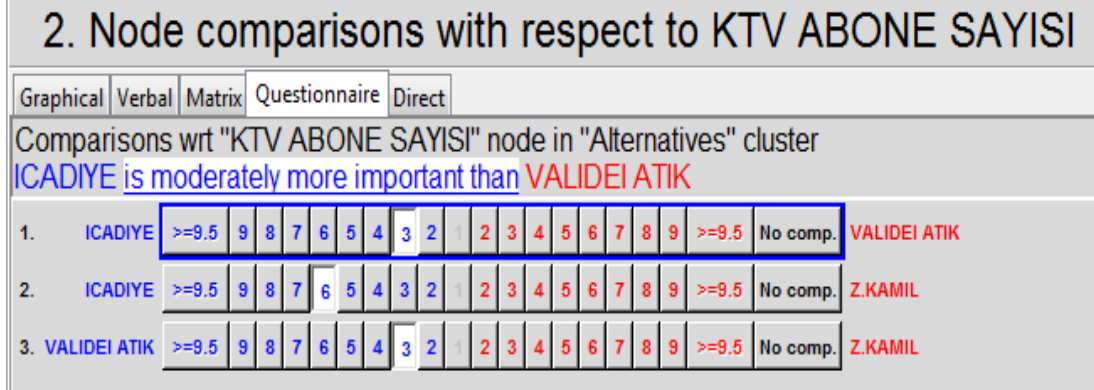 2. Node comparisons with respect to KTV ABONE SAYISI
Graphical Verbal Matrix Questionnaire Direct
Comparisons wrt "KTV ABONE SAYISI" node in "Alternatives" cluster
ICADIYE is moderately more important than VALIDEI ATIK
1. ICADIYE >=9.5 9 8 7 6 5 4 3 2 1 2 3 4 5 6 7 8 9 >=9.5 No comp. VALIDEI ATIK
2. ICADIYE >=9.5 9 8 7 6 5 4 3 2 1 2 3 4 5 6 7 8 9 >=9.5 No comp. Z.KAMIL
3. VALIDEI ATIK >=9.5 9 8 7 6 5 4 3 2 1 2 3 4 5 6 7 8 9 >=9.5 No comp. Z.KAMIL